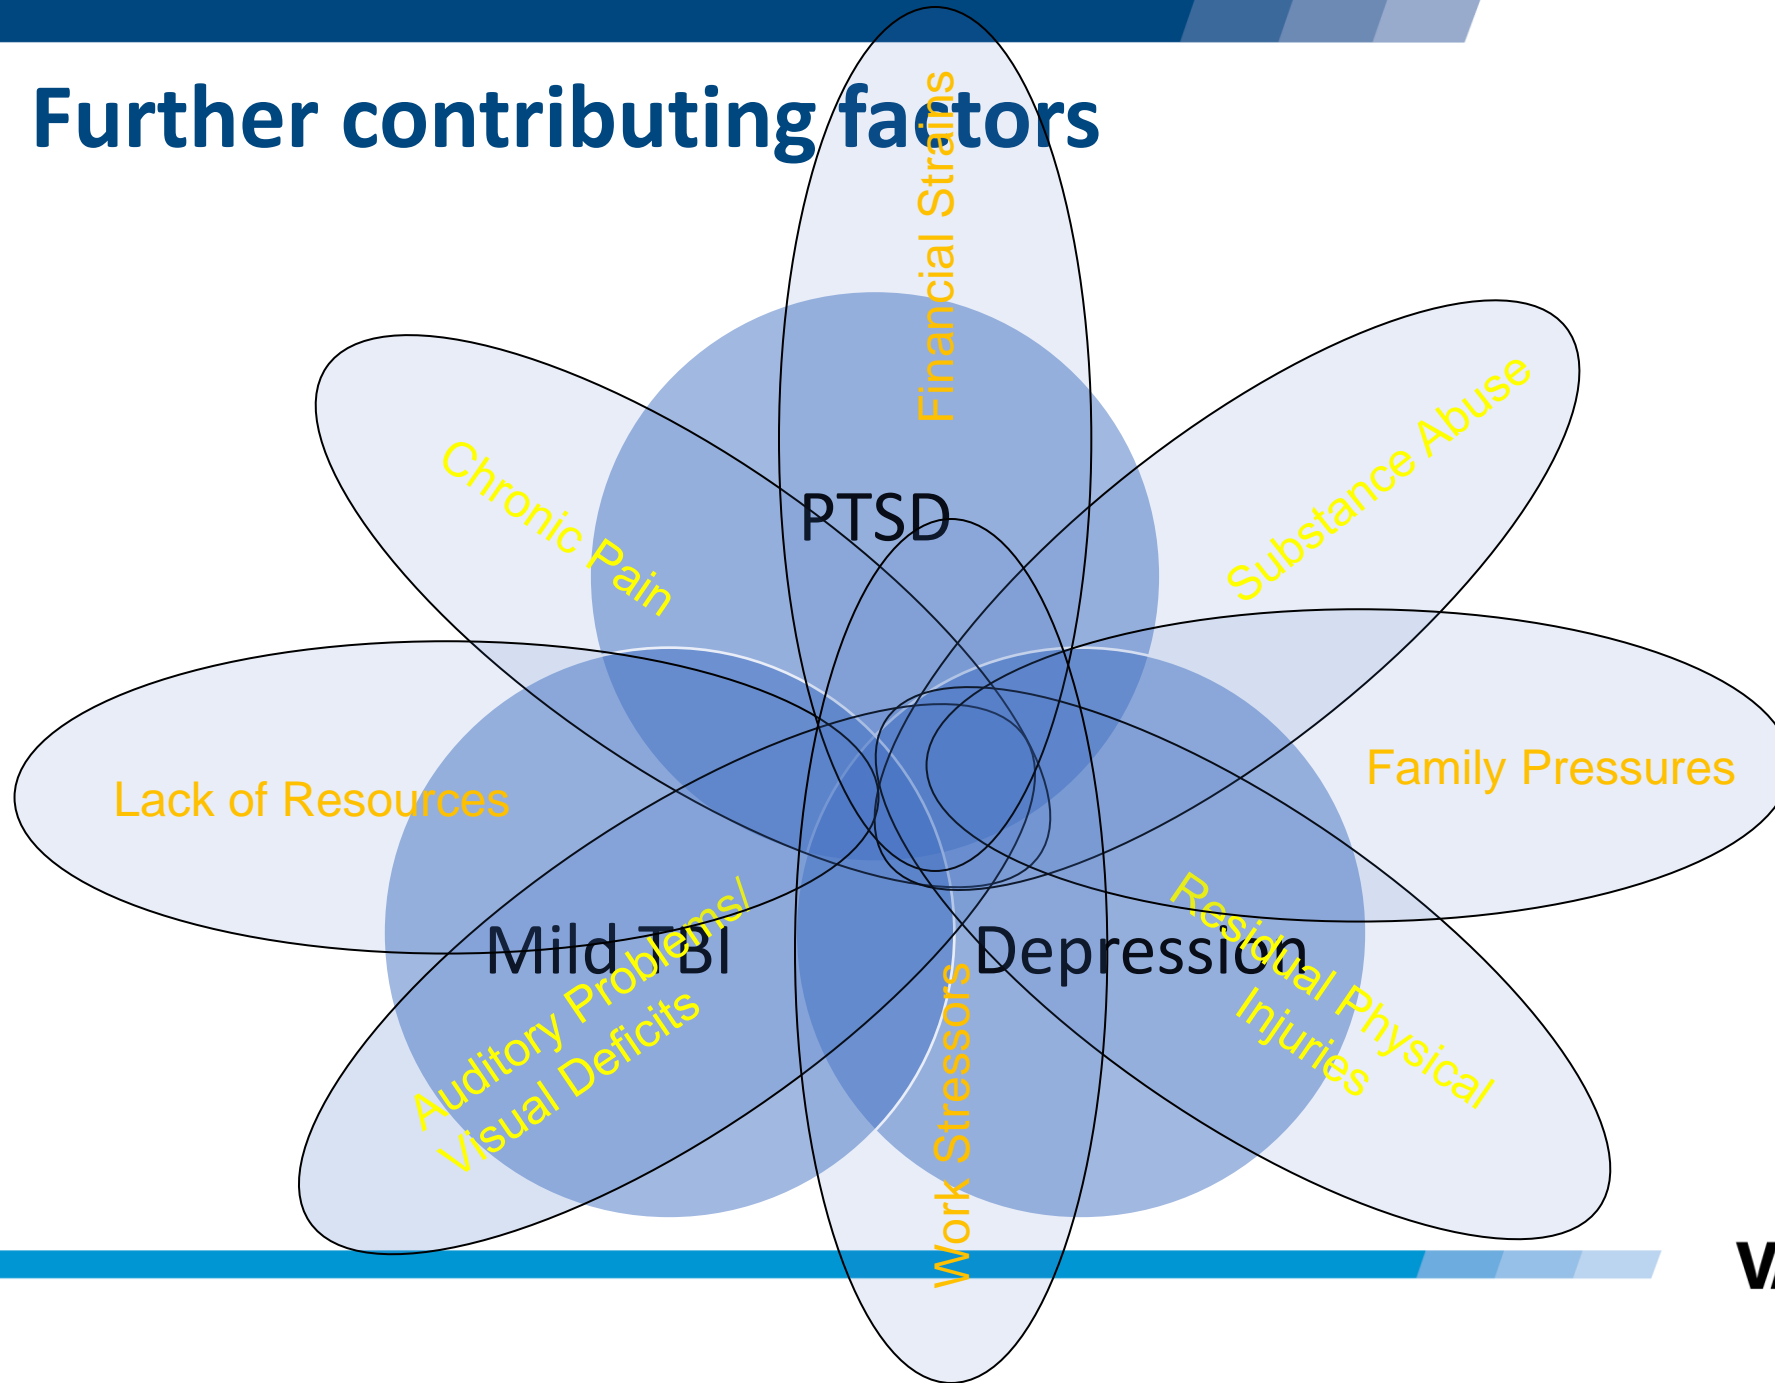 Further contributing factors
Financial Strains
Substance Abuse
Chronic Pain
PTSD
Family Pressures
Lack of Resources
Mild TBI
Depression
Auditory Problems/
Visual Deficits
Residual Physical
Injuries
Work Stressors